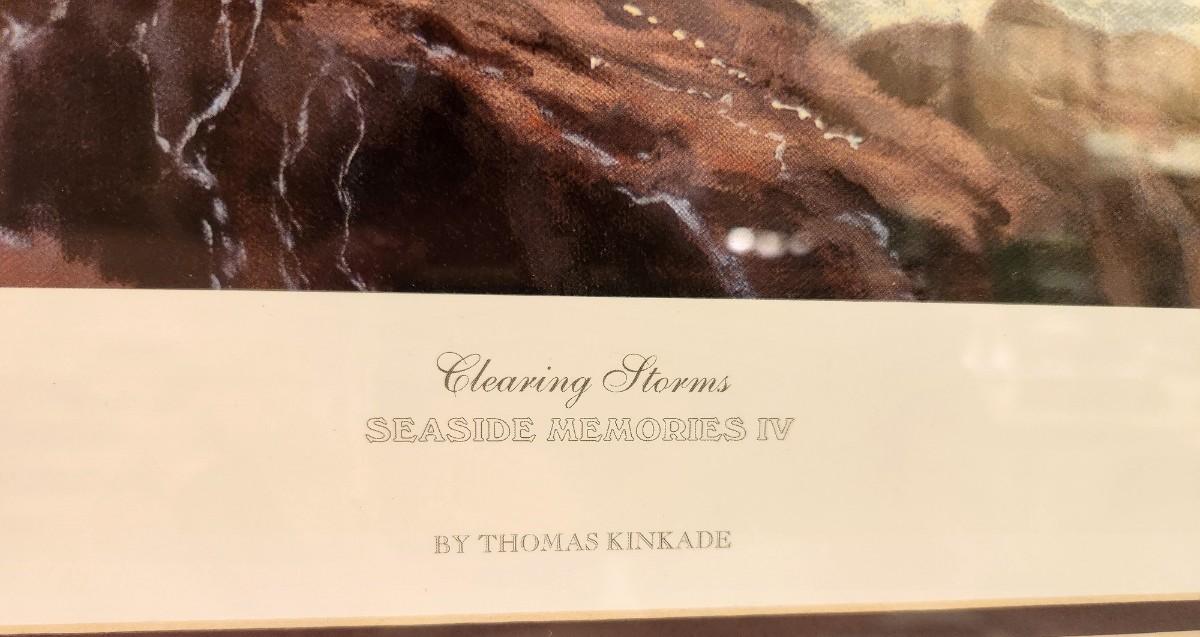 Clearing Storms
SEASIDE MEMORIES IV
BY THOMAS KINKADE